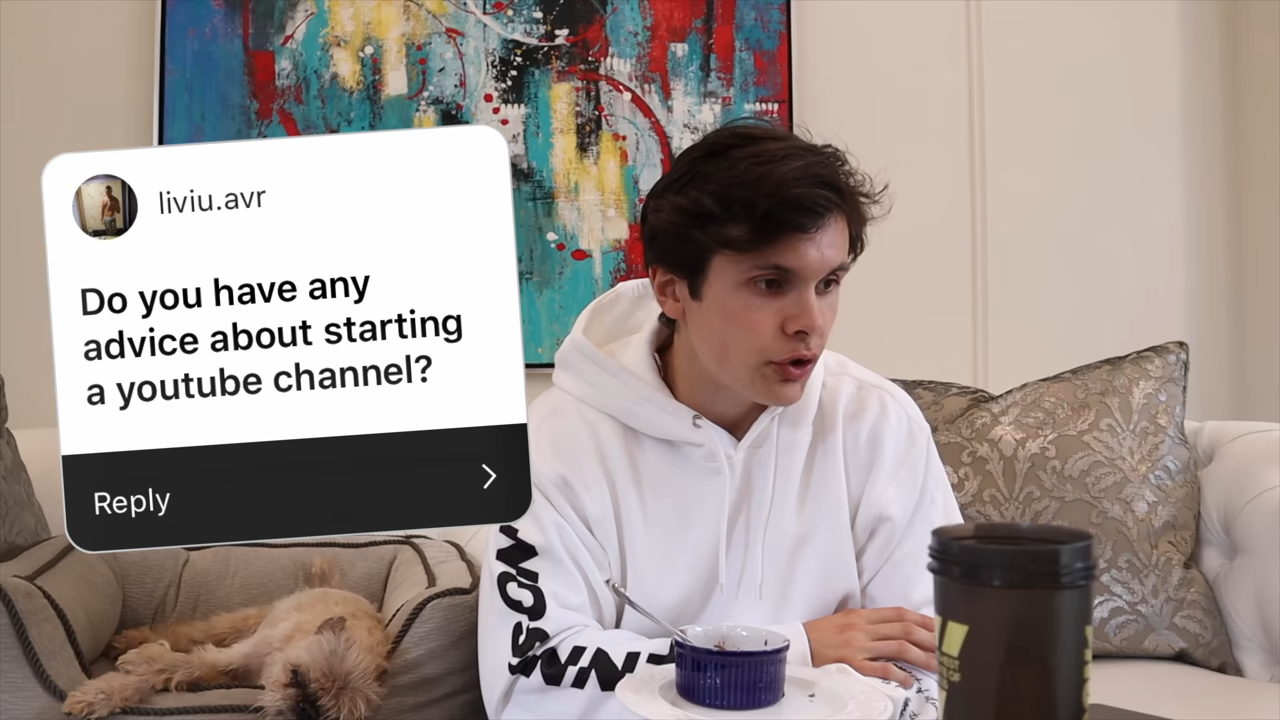 liviu.avr
Do you have any
advice about starting
a youtube channel?
Reply